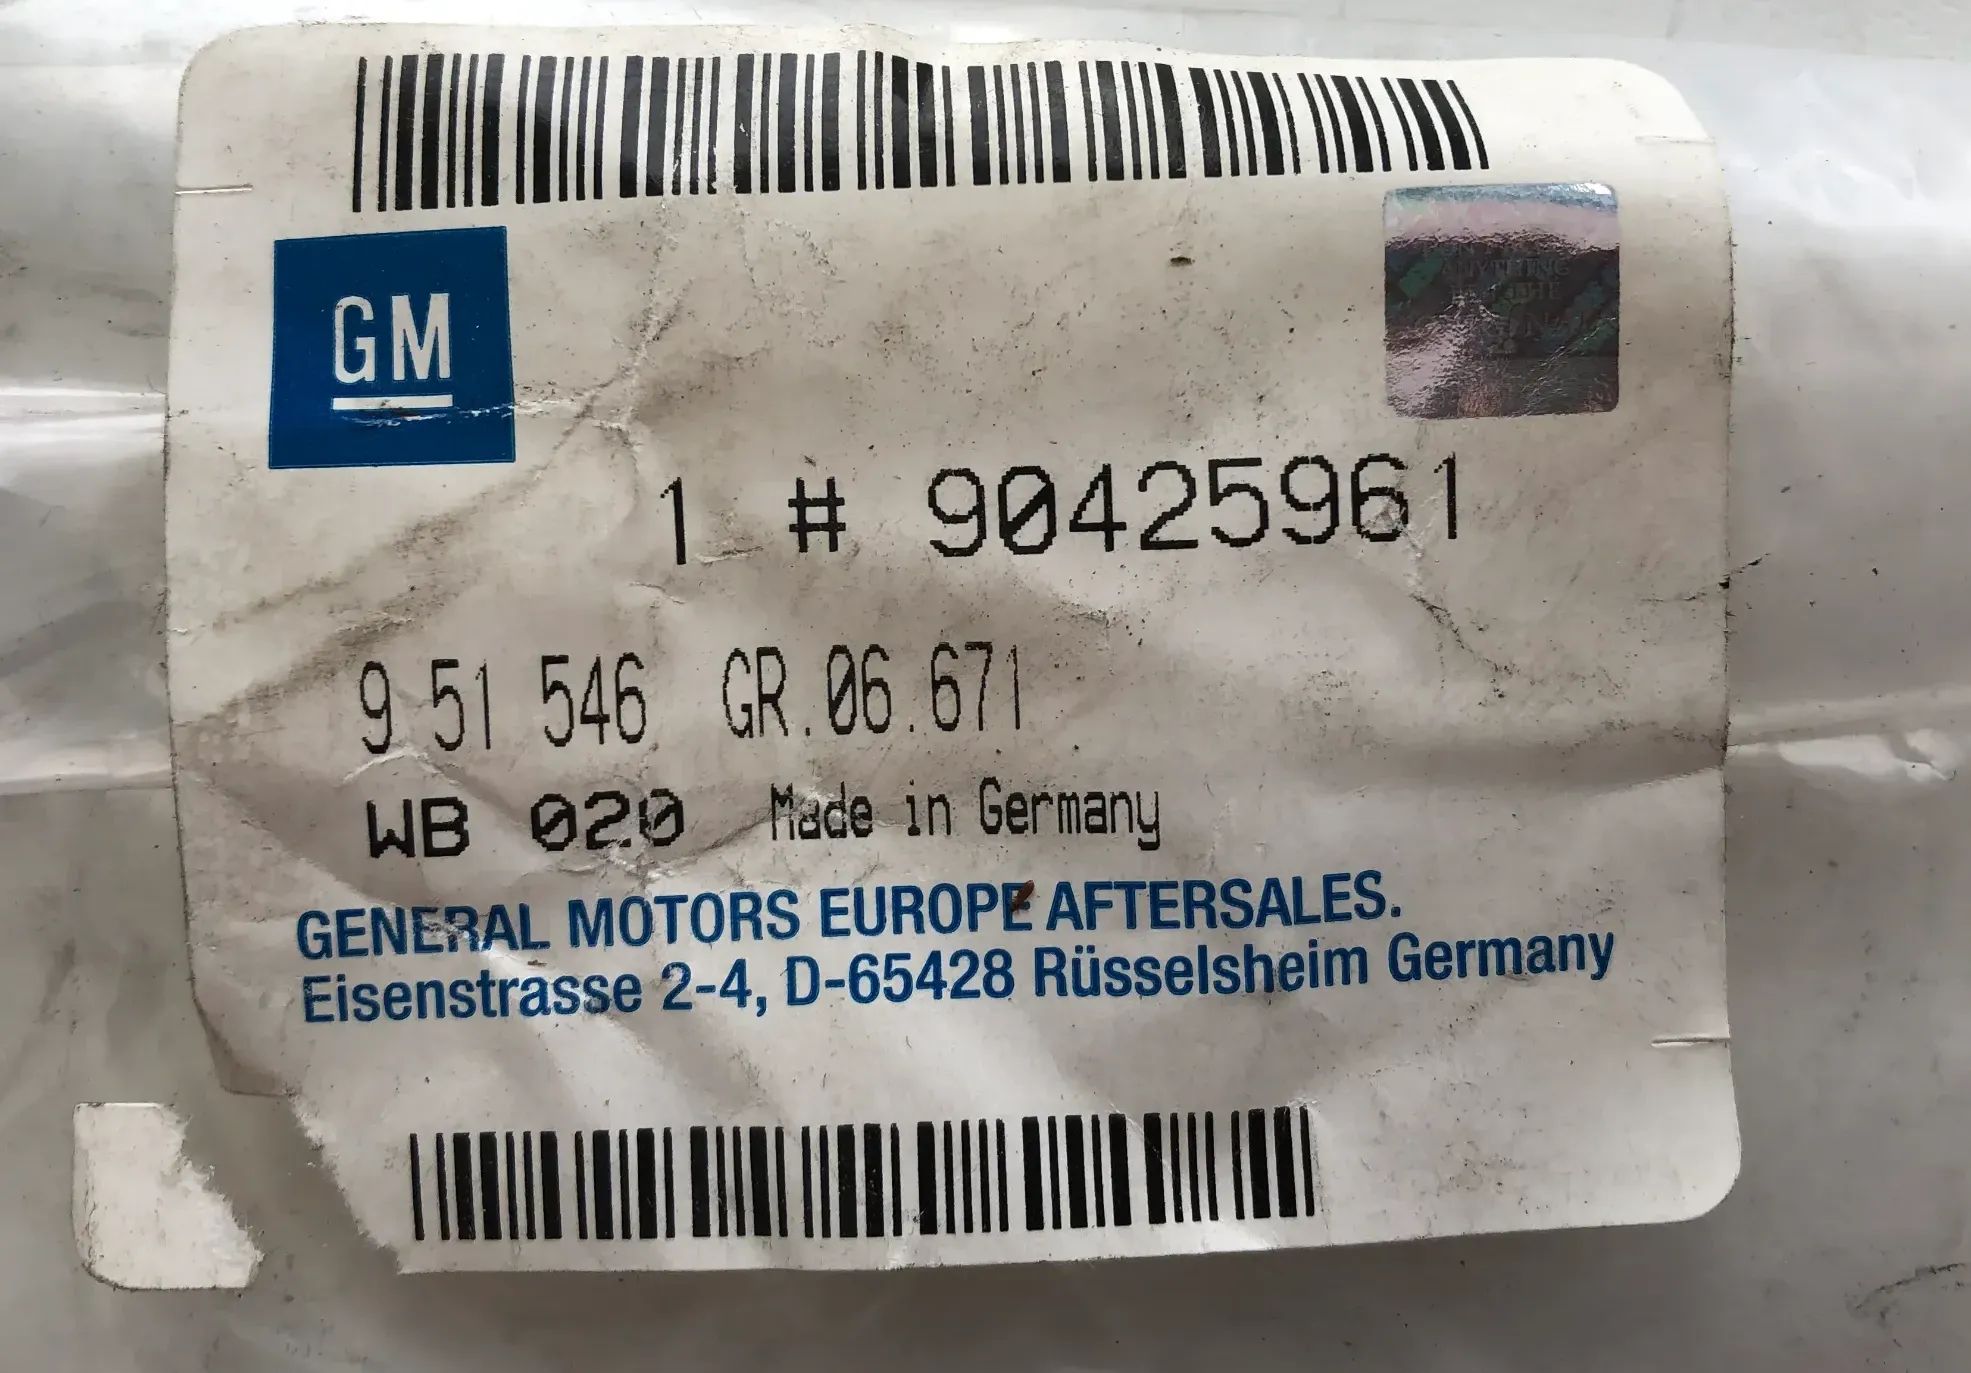 GM
ANYTHING
1 # 90425961
9 51 546 GR.06.671
WB 020 Made in Germany
GENERAL MOTORS EUROPE AFTERSALES.
Eisenstrasse 2-4, D-65428 Rüsselsheim Germany